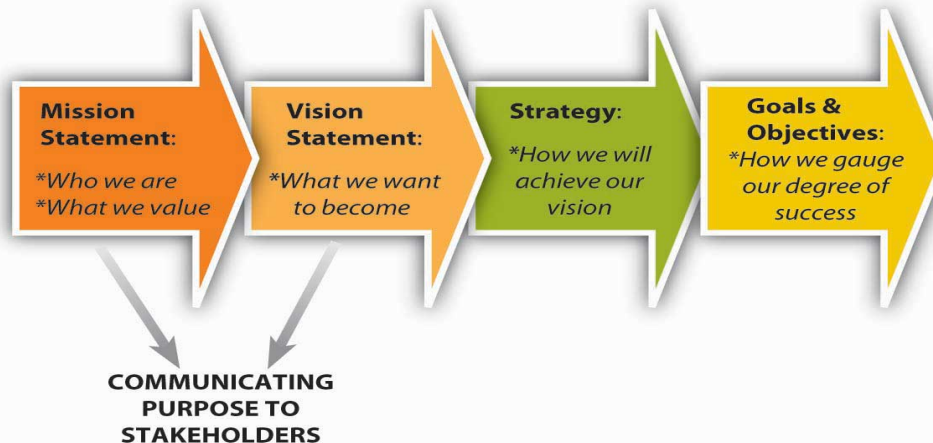 Mission
Statement:
*Who we are
*What we value
Vision
Statement:
*What we want
to become
Strategy:
*How we will
achieve our
vision
Goals &
Objectives:
*How we gauge
our degree of
success
COMMUNICATING
PURPOSE TO
STAKEHOLDERS